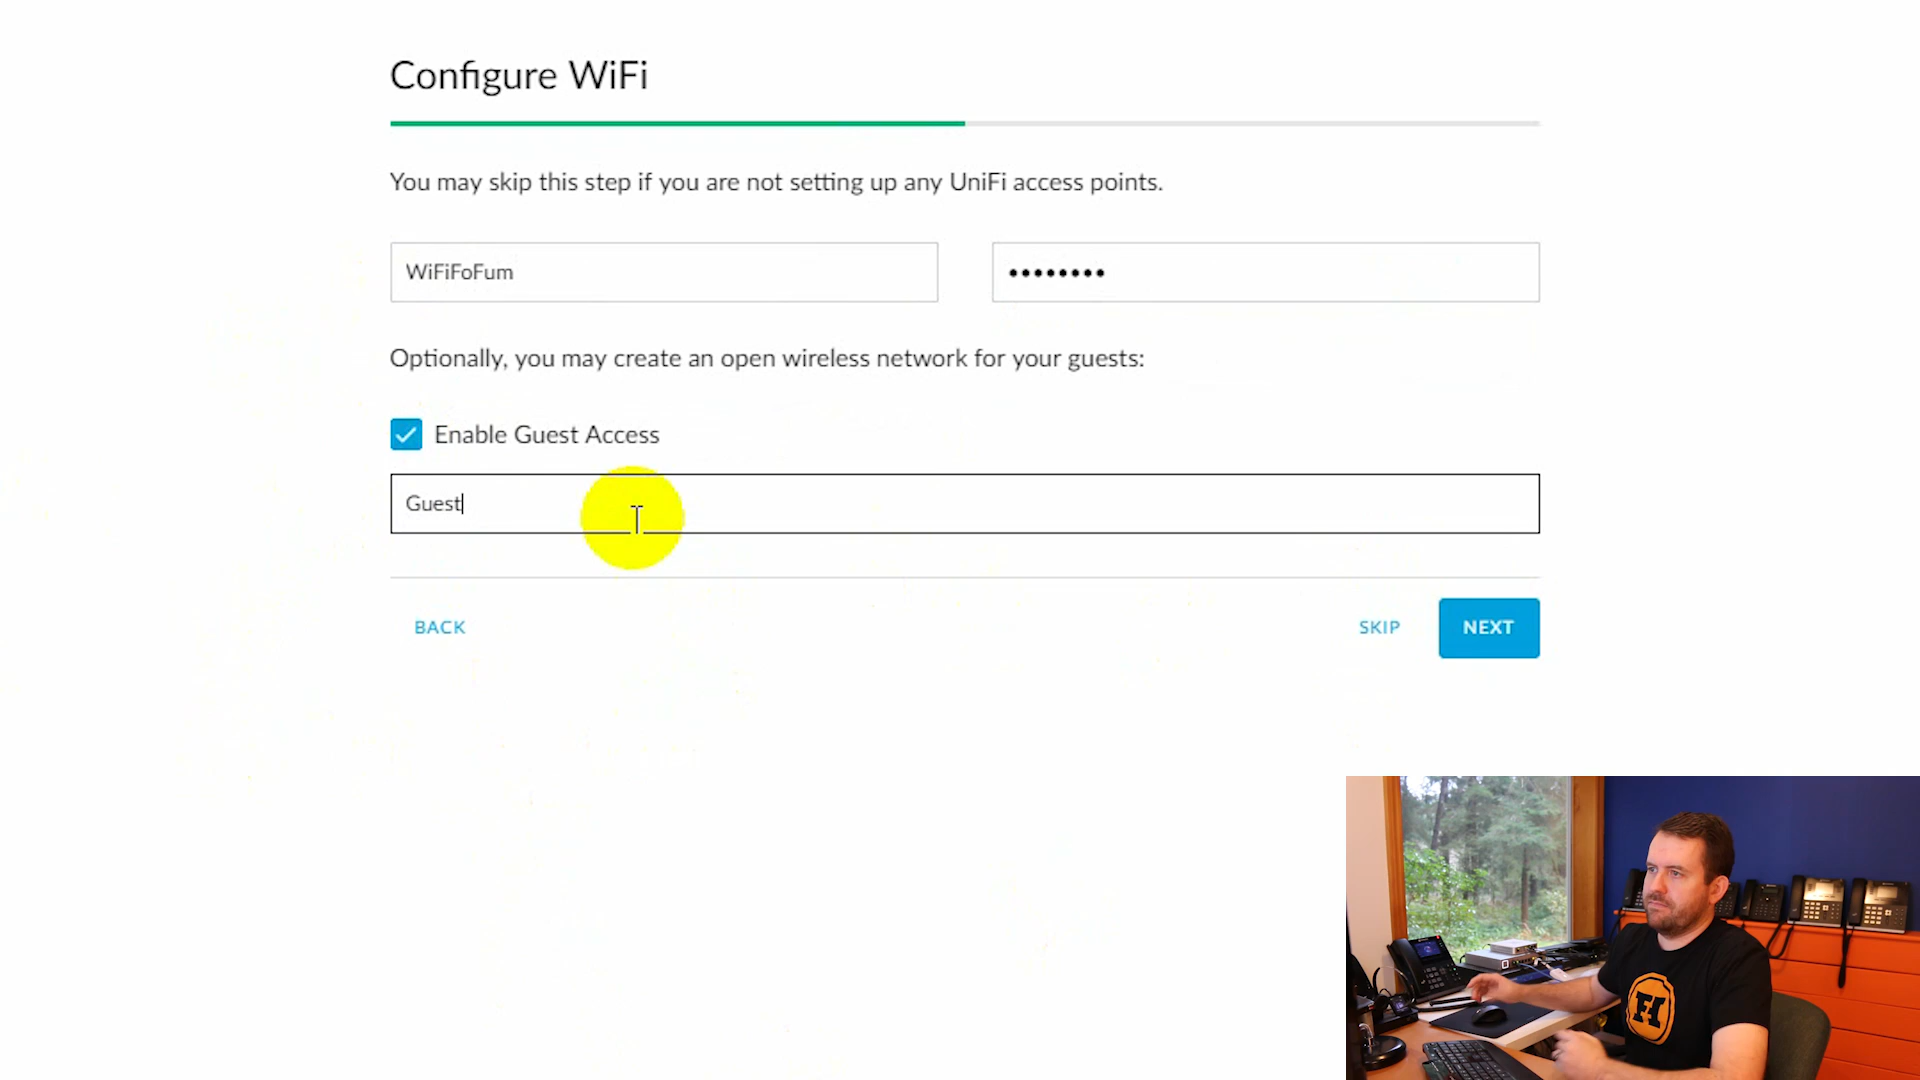 Configure WiFi
You may skip this step if you are not setting up any UniFi access points.
WiFiFoFum
••••••••
Optionally, you may create an open wireless network for your guests:
Enable Guest Access
Guest
BACK
SKIP
NEXT